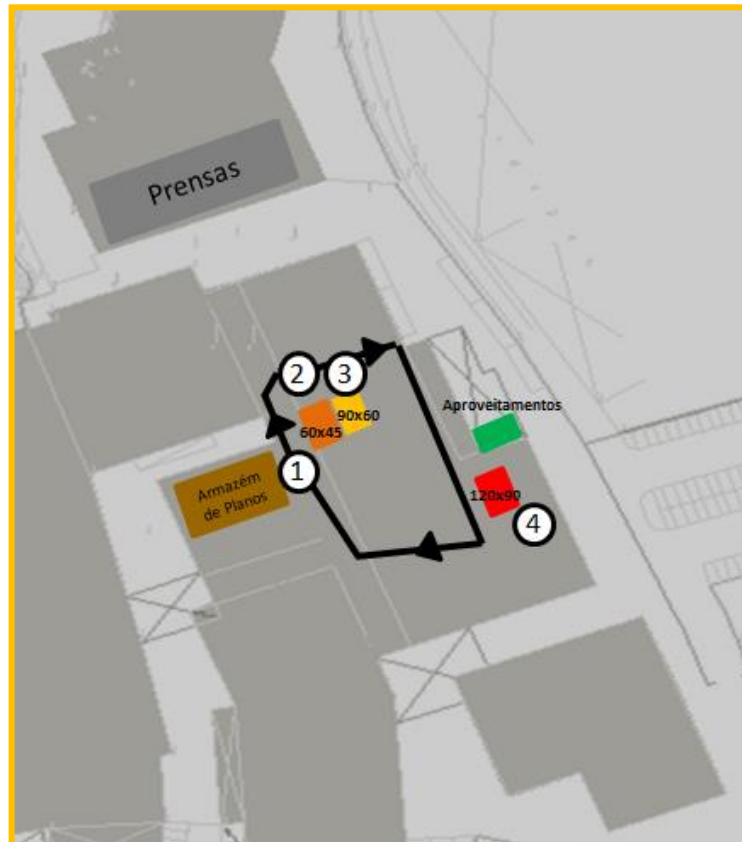 Prensas
2
3
Aproveitamentos
90x60
60x45
1
Armazém
de Planos
120x90
4